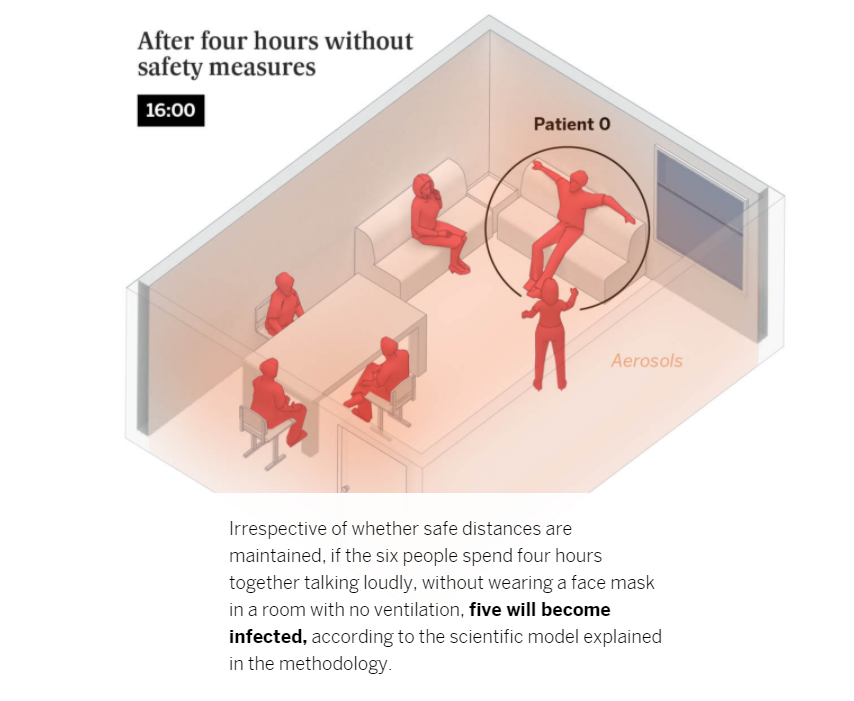 After four hours without
safety measures
16:00
Patient 0
Aerosols
Irrespective of whether safe distances are
maintained, if the six people spend four hours
together talking loudly, without wearing a face mask
in a room with no ventilation, five will become
infected, according to the scientific model explained
in the methodology.